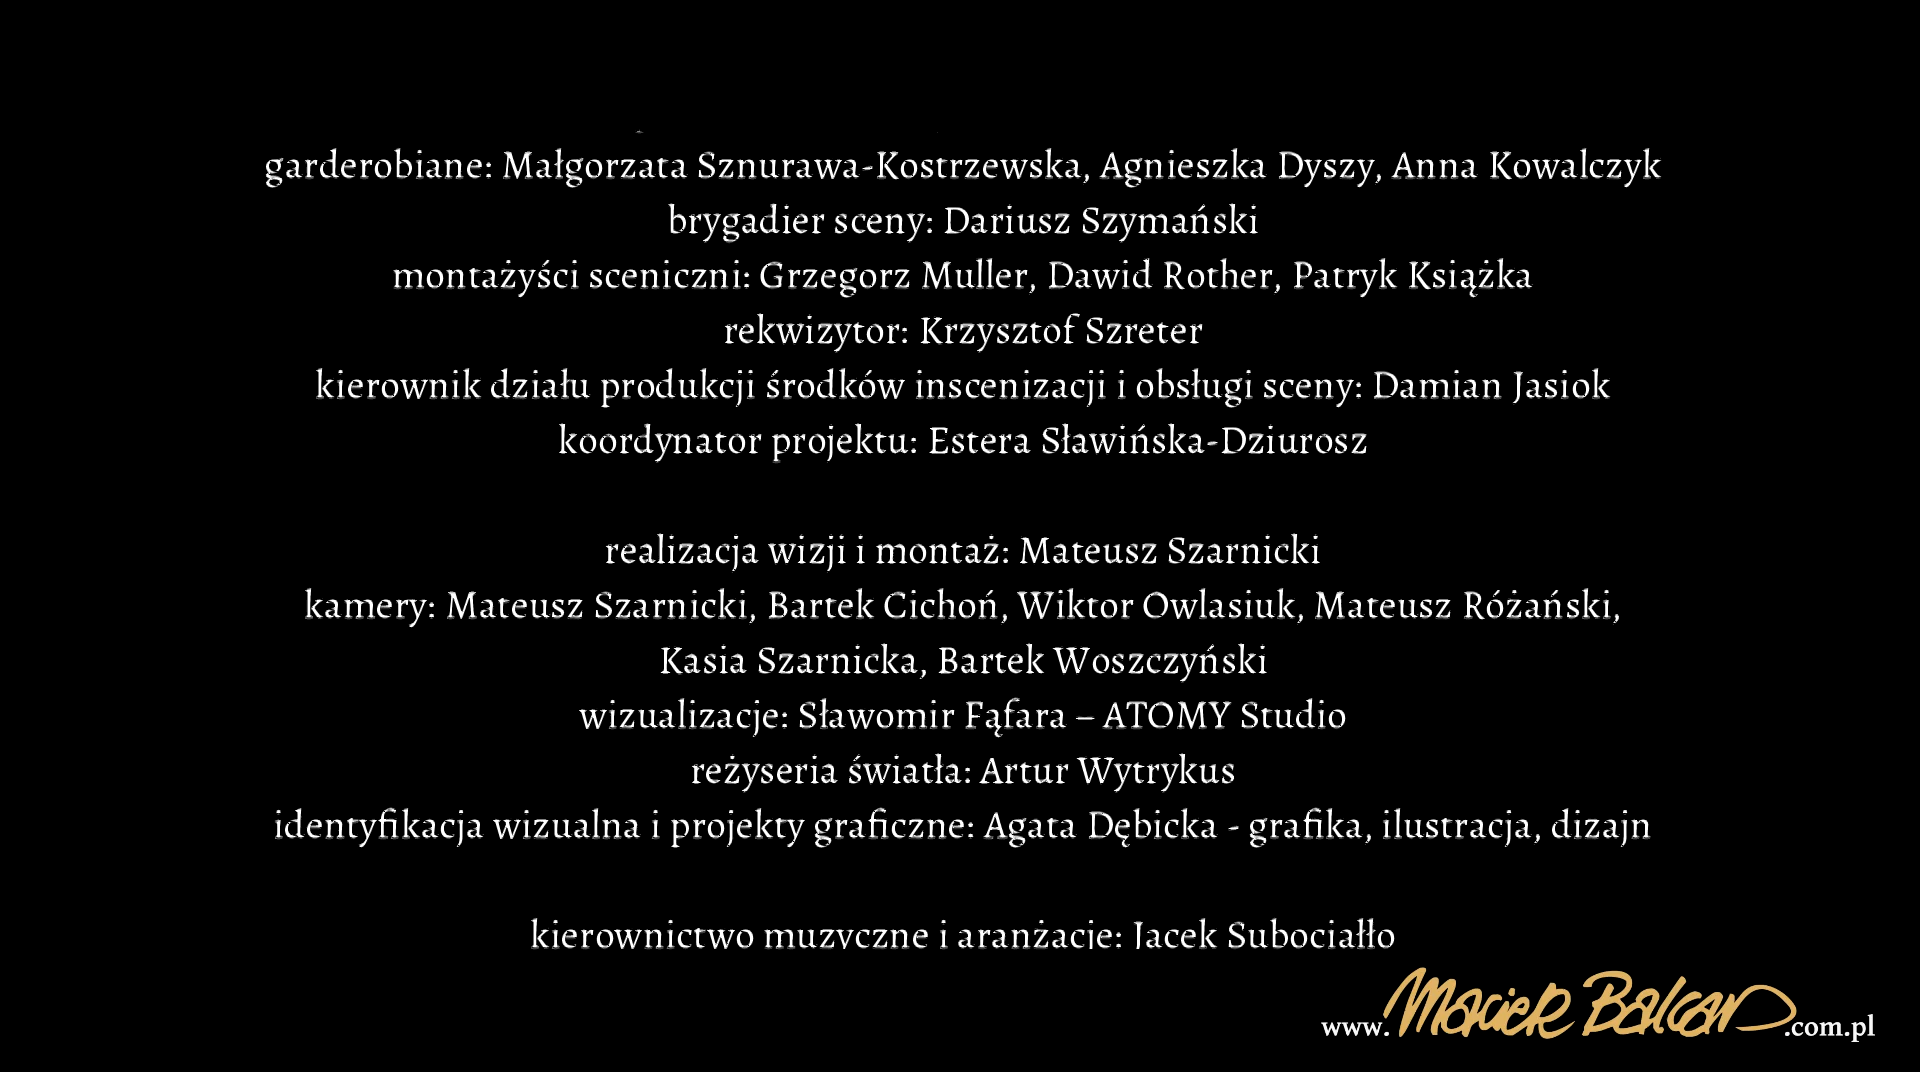 garderobiane: Małgorzata Sznurawa-Kostrzewska, Agnieszka Dyszy, Anna Kowalczyk
brygadier sceny: Dariusz Szymański
montażyści sceniczni: Grzegorz Muller, Dawid Rother, Patryk Książka
rekwizytor: Krzysztof Szreter
kierownik działu produkcji środków inscenizacji i obsługi sceny: Damian Jasiok
koordynator projektu: Estera Sławińska-Dziurosz
realizacja wizji i montaż: Mateusz Szarnicki
kamery: Mateusz Szarnicki, Bartek Cichoń, Wiktor Owlasiuk, Mateusz Różański,
Kasia Szarnicka, Bartek Woszczyński
wizualizacje: Sławomir Fąfara – ATOMY Studio
reżyseria światła: Artur Wytrykus
identyfikacja wizualna i projekty graficzne: Agata Dębicka - grafika, ilustracja, dizajn
kierownictwo muzyczne i aranżacje: Jacek Subociałło
www.Maciek Balcar.com.pl